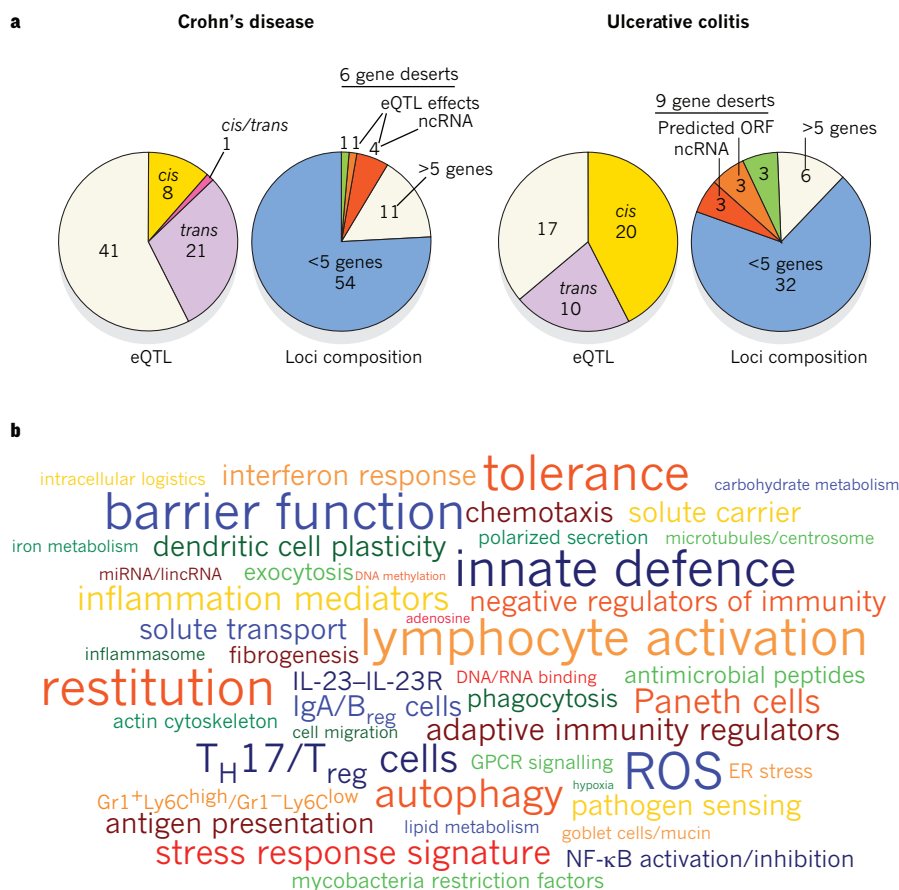 a
Crohn's disease
Ulcerative colitis
6 gene deserts
eQTL effects
ncRNA
cis/trans
1
1 1 4
>5 genes
cis
8
11
trans
21
41
<5 genes
54
eQTL
Loci composition
9 gene deserts
Predicted ORF
ncRNA
>5 genes
3
3
3
6
17
cis
20
trans
10
<5 genes
32
eQTL
Loci composition
b
intracellular logistics interferon response tolerance carbohydrate metabolism
barrier function chemotaxis solute carrier
iron metabolism dendritic cell plasticity polarized secretion microtubules/centrosome
miRNA/lincRNA exocytosis DNA methylation innate defence
inflammation mediators negative regulators of immunity
solute transport adenosine lymphocyte activation
inflammasome fibrogenesis
restitution IL-23–IL-23R DNA/RNA binding antimicrobial peptides
IgA/Breg cells phagocytosis Paneth cells
actin cytoskeleton cell migration adaptive immunity regulators
TH17/Treg cells GPCR signalling ROS ER stress
Gr1+Ly6Chigh/Gr1−Ly6Clow autophagy hypoxia pathogen sensing
antigen presentation lipid metabolism goblet cells/mucin
stress response signature NF-κB activation/inhibition
mycobacteria restriction factors